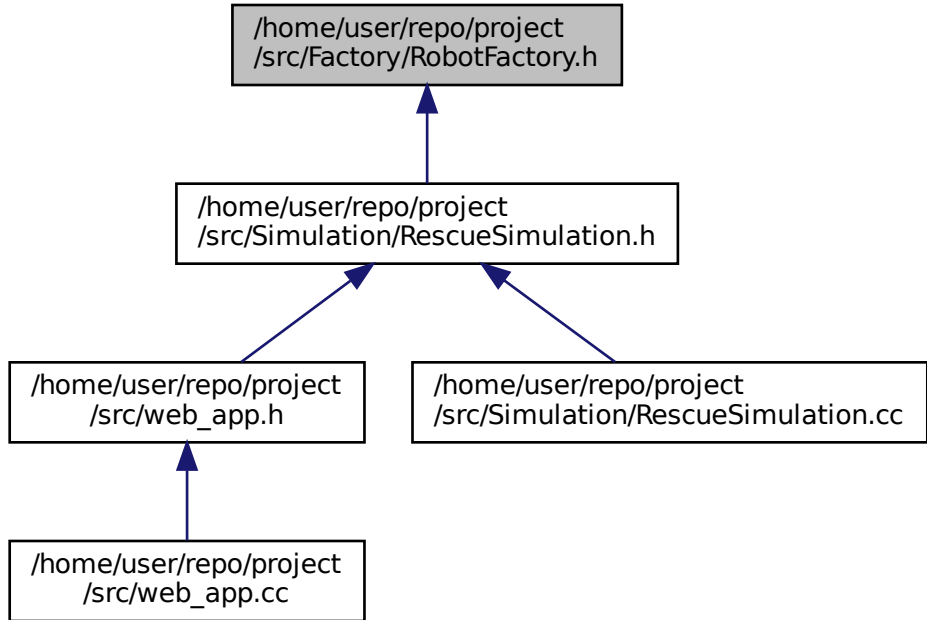 /home/user/repo/project
/src/Factory/RobotFactory.h
/home/user/repo/project
/src/Simulation/RescueSimulation.h
/home/user/repo/project
/src/web_app.h
/home/user/repo/project
/src/Simulation/RescueSimulation.cc
/home/user/repo/project
/src/web_app.cc